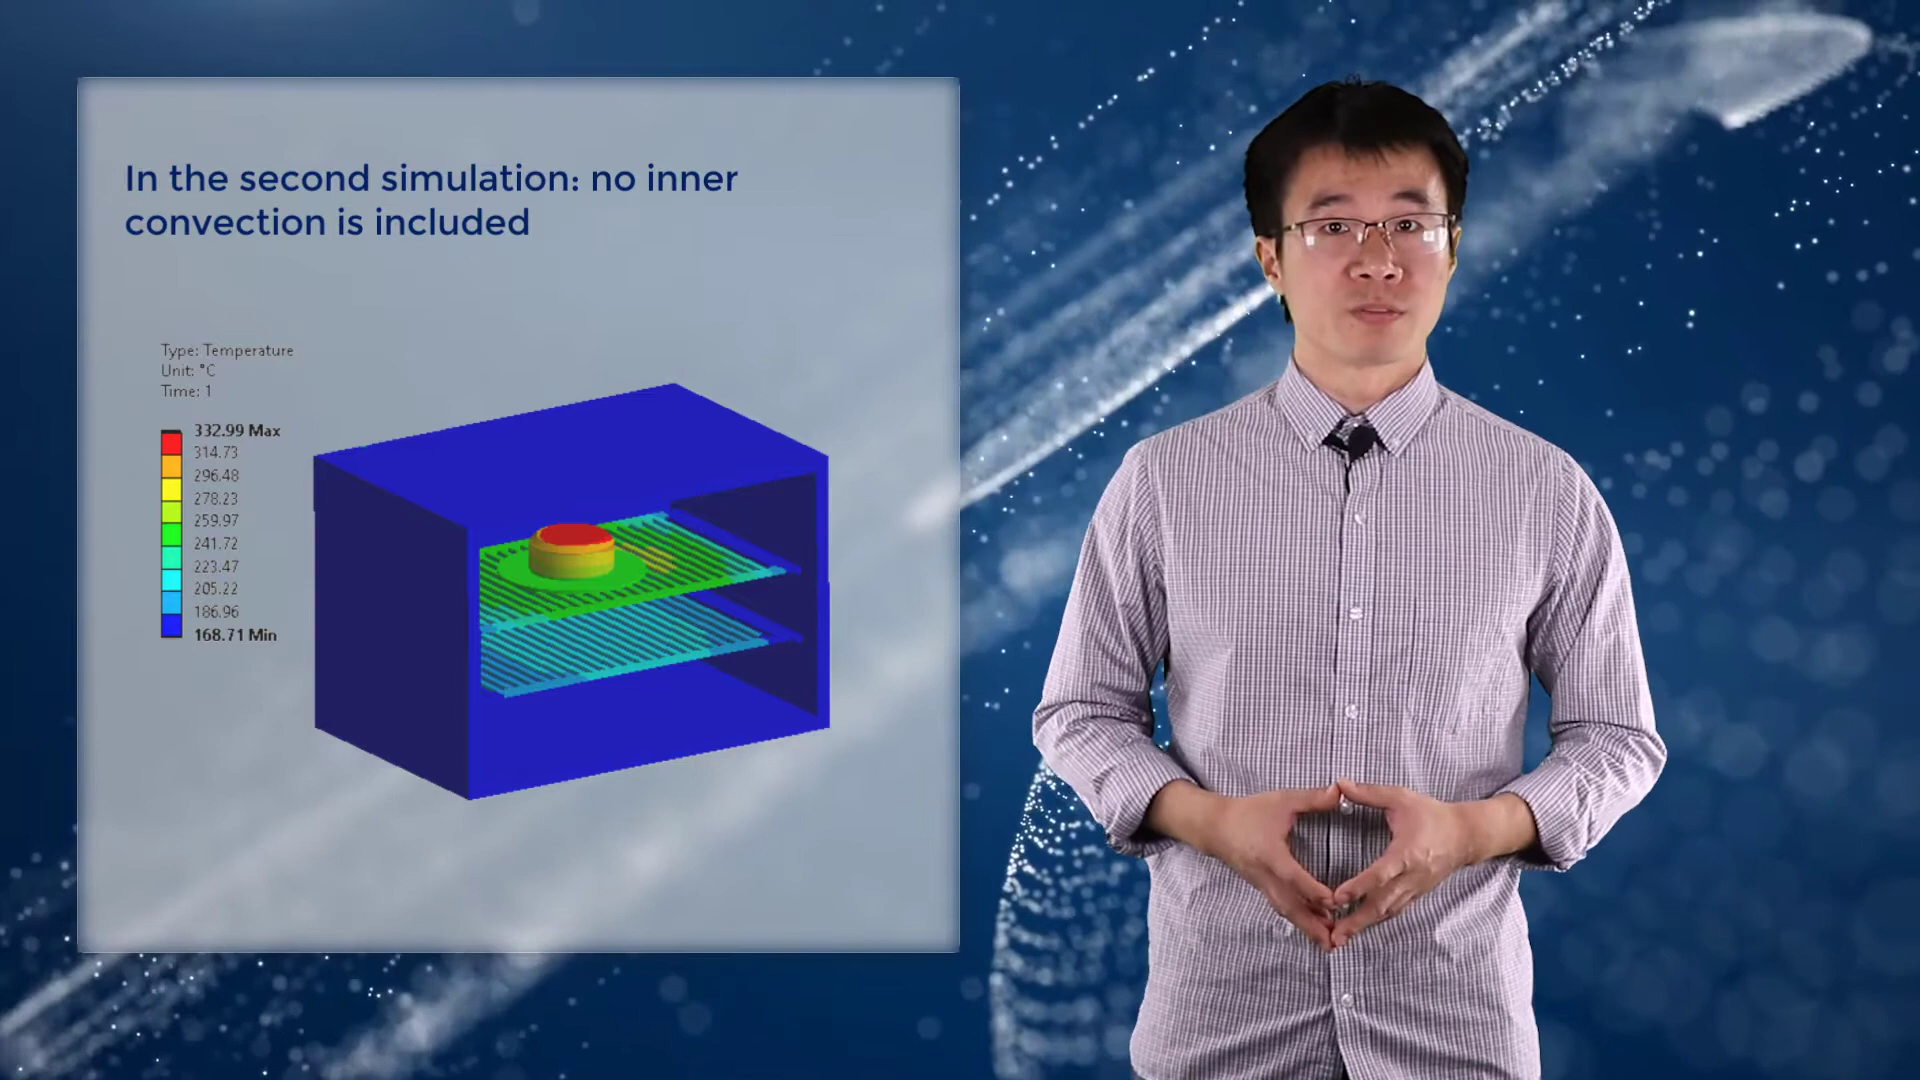 In the second simulation: no inner
convection is included
Type: Temperature
Unit: °C
Time: 1
332.99 Max
314.73
296.48
278.23
259.97
241.72
223.47
205.22
186.96
168.71 Min